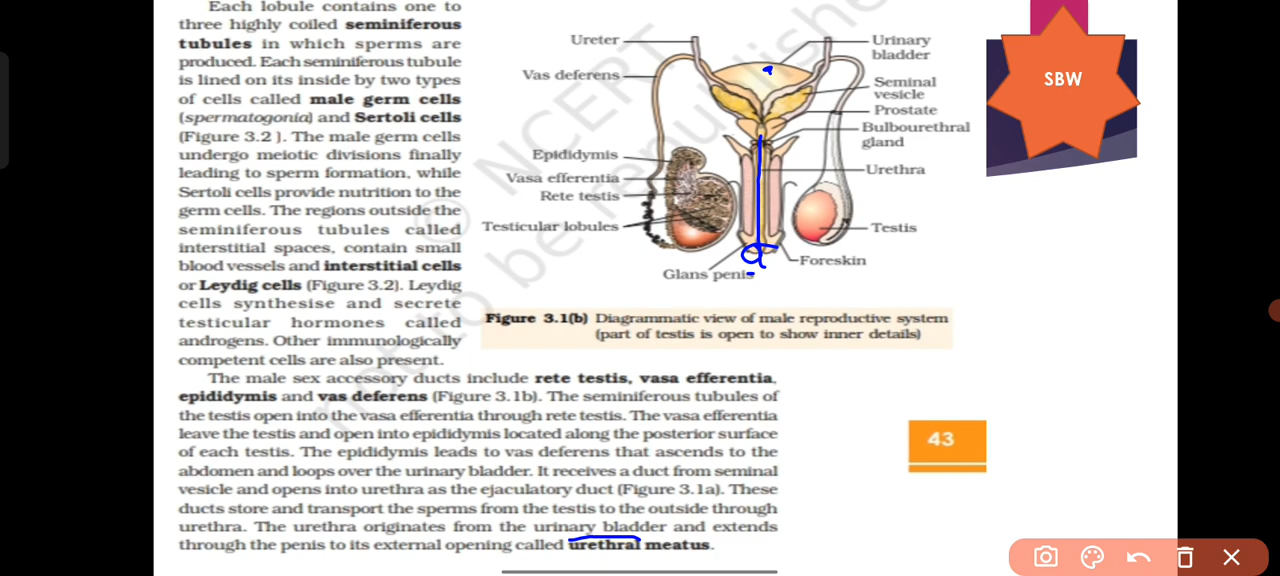 Each lobule contains one to
three highly coiled seminiferous
tubules in which sperms are
produced. Each seminiferous tubule
is lined on its inside by two types
of cells called male germ cells
(spermatogonia) and Sertoli cells
(Figure 3.2 ). The male germ cells
undergo meiotic divisions finally
leading to sperm formation, while
Sertoli cells provide nutrition to the
germ cells. The regions outside the
seminiferous tubules called
interstitial spaces, contain small
blood vessels and interstitial cells
or Leydig cells (Figure 3.2). Leydig
cells synthesise and secrete
testicular hormones called
androgens. Other immunologically
competent cells are also present.
Ureter
Vas deferens
Epididymis
Vasa efferentia
Rete testis
Testicular lobules
Glans penis
Urinary
bladder
Seminal
vesicle
Prostate
Bulbourethral
gland
Urethra
Testis
Foreskin
Figure 3.1(b) Diagrammatic view of male reproductive system
(part of testis is open to show inner details)
The male sex accessory ducts include rete testis, vasa efferentia,
epididymis and vas deferens (Figure 3.1b). The seminiferous tubules of
the testis open into the vasa efferentia through rete testis. The vasa efferentia
leave the testis and open into epididymis located along the posterior surface
of each testis. The epididymis leads to vas deferens that ascends to the
abdomen and loops over the urinary bladder. It receives a duct from seminal
vesicle and opens into urethra as the ejaculatory duct (Figure 3.1a). These
ducts store and transport the sperms from the testis to the outside through
urethra. The urethra originates from the urinary bladder and extends
through the penis to its external opening called urethral meatus.
SBW
43
© NCERT
not to be republished